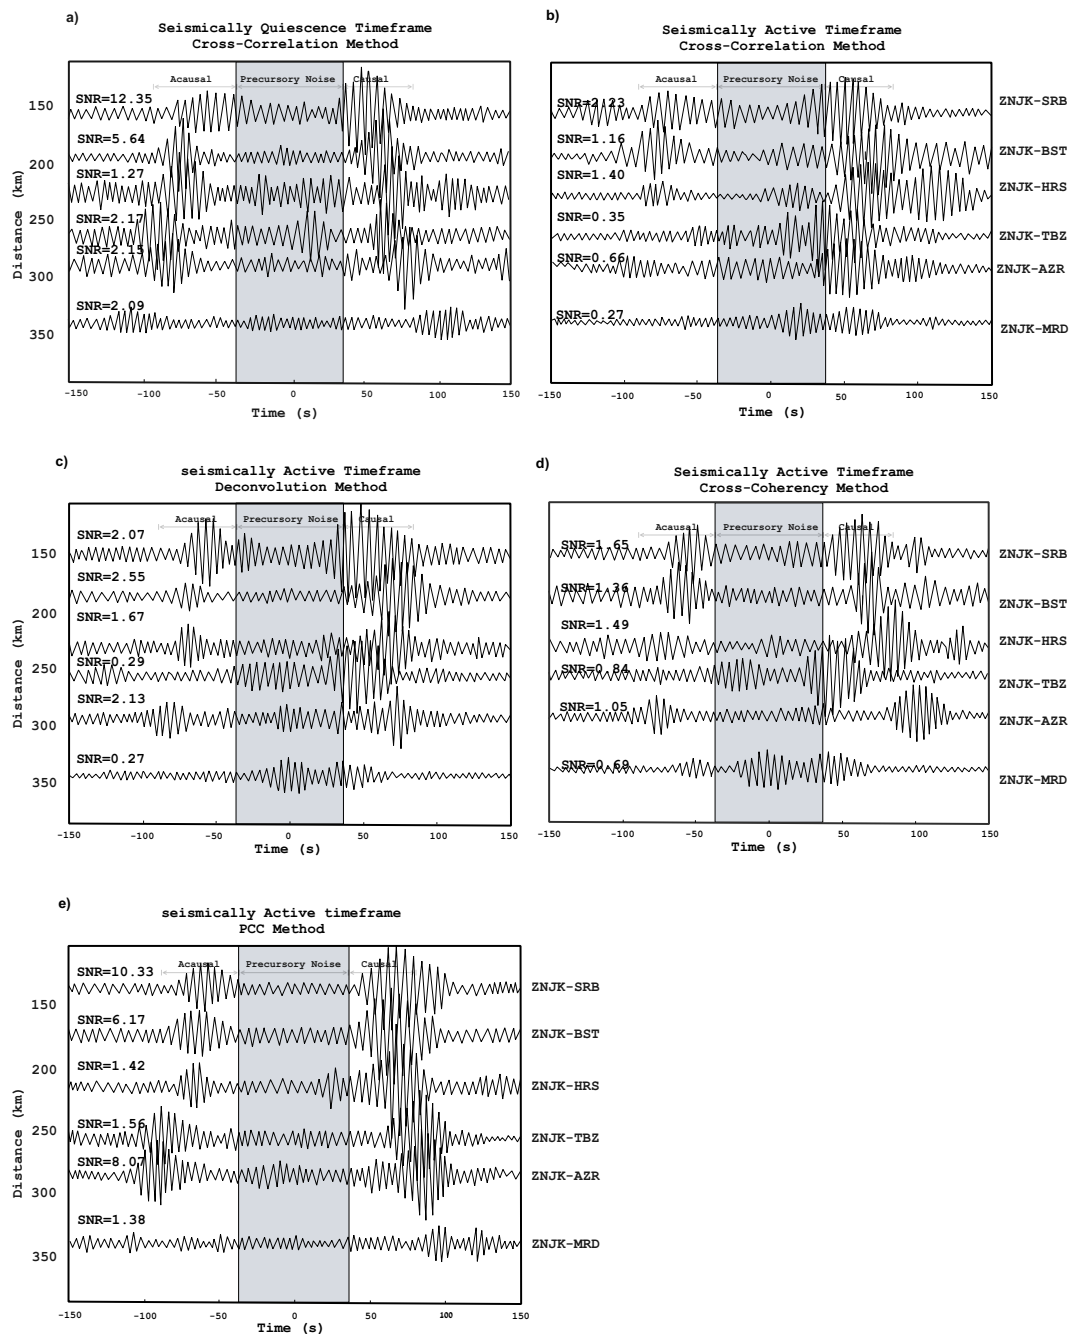 a)
Seismically Quiescence Timeframe
Cross-Correlation Method
Acausal
Precursory Noise
Causal
SNR=12.35
SNR=5.64
SNR=1.27
SNR=2.17
SNR=2.15
SNR=2.09
150
200
250
300
350
Distance (km)
-150
-100
-50
0
50
100
150
Time (s)
b)
Seismically Active Timeframe
Cross-Correlation Method
Acausal
Precursory Noise
Causal
SNR=2.23
SNR=1.16
SNR=1.40
SNR=0.35
SNR=0.66
SNR=0.27
ZNJK-SRB
ZNJK-BST
ZNJK-HRS
ZNJK-TBZ
ZNJK-AZR
ZNJK-MRD
-150
-100
-50
0
50
100
150
Time (s)
c)
seismically Active Timeframe
Deconvolution Method
Acausal
Precursory Noise
Causal
SNR=2.07
SNR=2.55
SNR=1.67
SNR=0.29
SNR=2.13
SNR=0.27
150
200
250
300
350
Distance (km)
-150
-100
-50
0
50
100
150
Time (s)
d)
Seismically Active Timeframe
Cross-Coherency Method
Acausal
Precursory Noise
Causal
SNR=1.65
SNR=1.36
SNR=1.49
SNR=0.84
SNR=1.05
SNR=0.69
ZNJK-SRB
ZNJK-BST
ZNJK-HRS
ZNJK-TBZ
ZNJK-AZR
ZNJK-MRD
-150
-100
-50
0
50
100
150
Time (s)
e)
seismically Active timeframe
PCC Method
Acausal
Precursory Noise
Causal
SNR=10.33
SNR=6.17
SNR=1.42
SNR=1.56
SNR=8.07
SNR=1.38
150
200
250
300
350
Distance (km)
ZNJK-SRB
ZNJK-BST
ZNJK-HRS
ZNJK-TBZ
ZNJK-AZR
ZNJK-MRD
-150
-100
-50
0
50
100
150
Time (s)